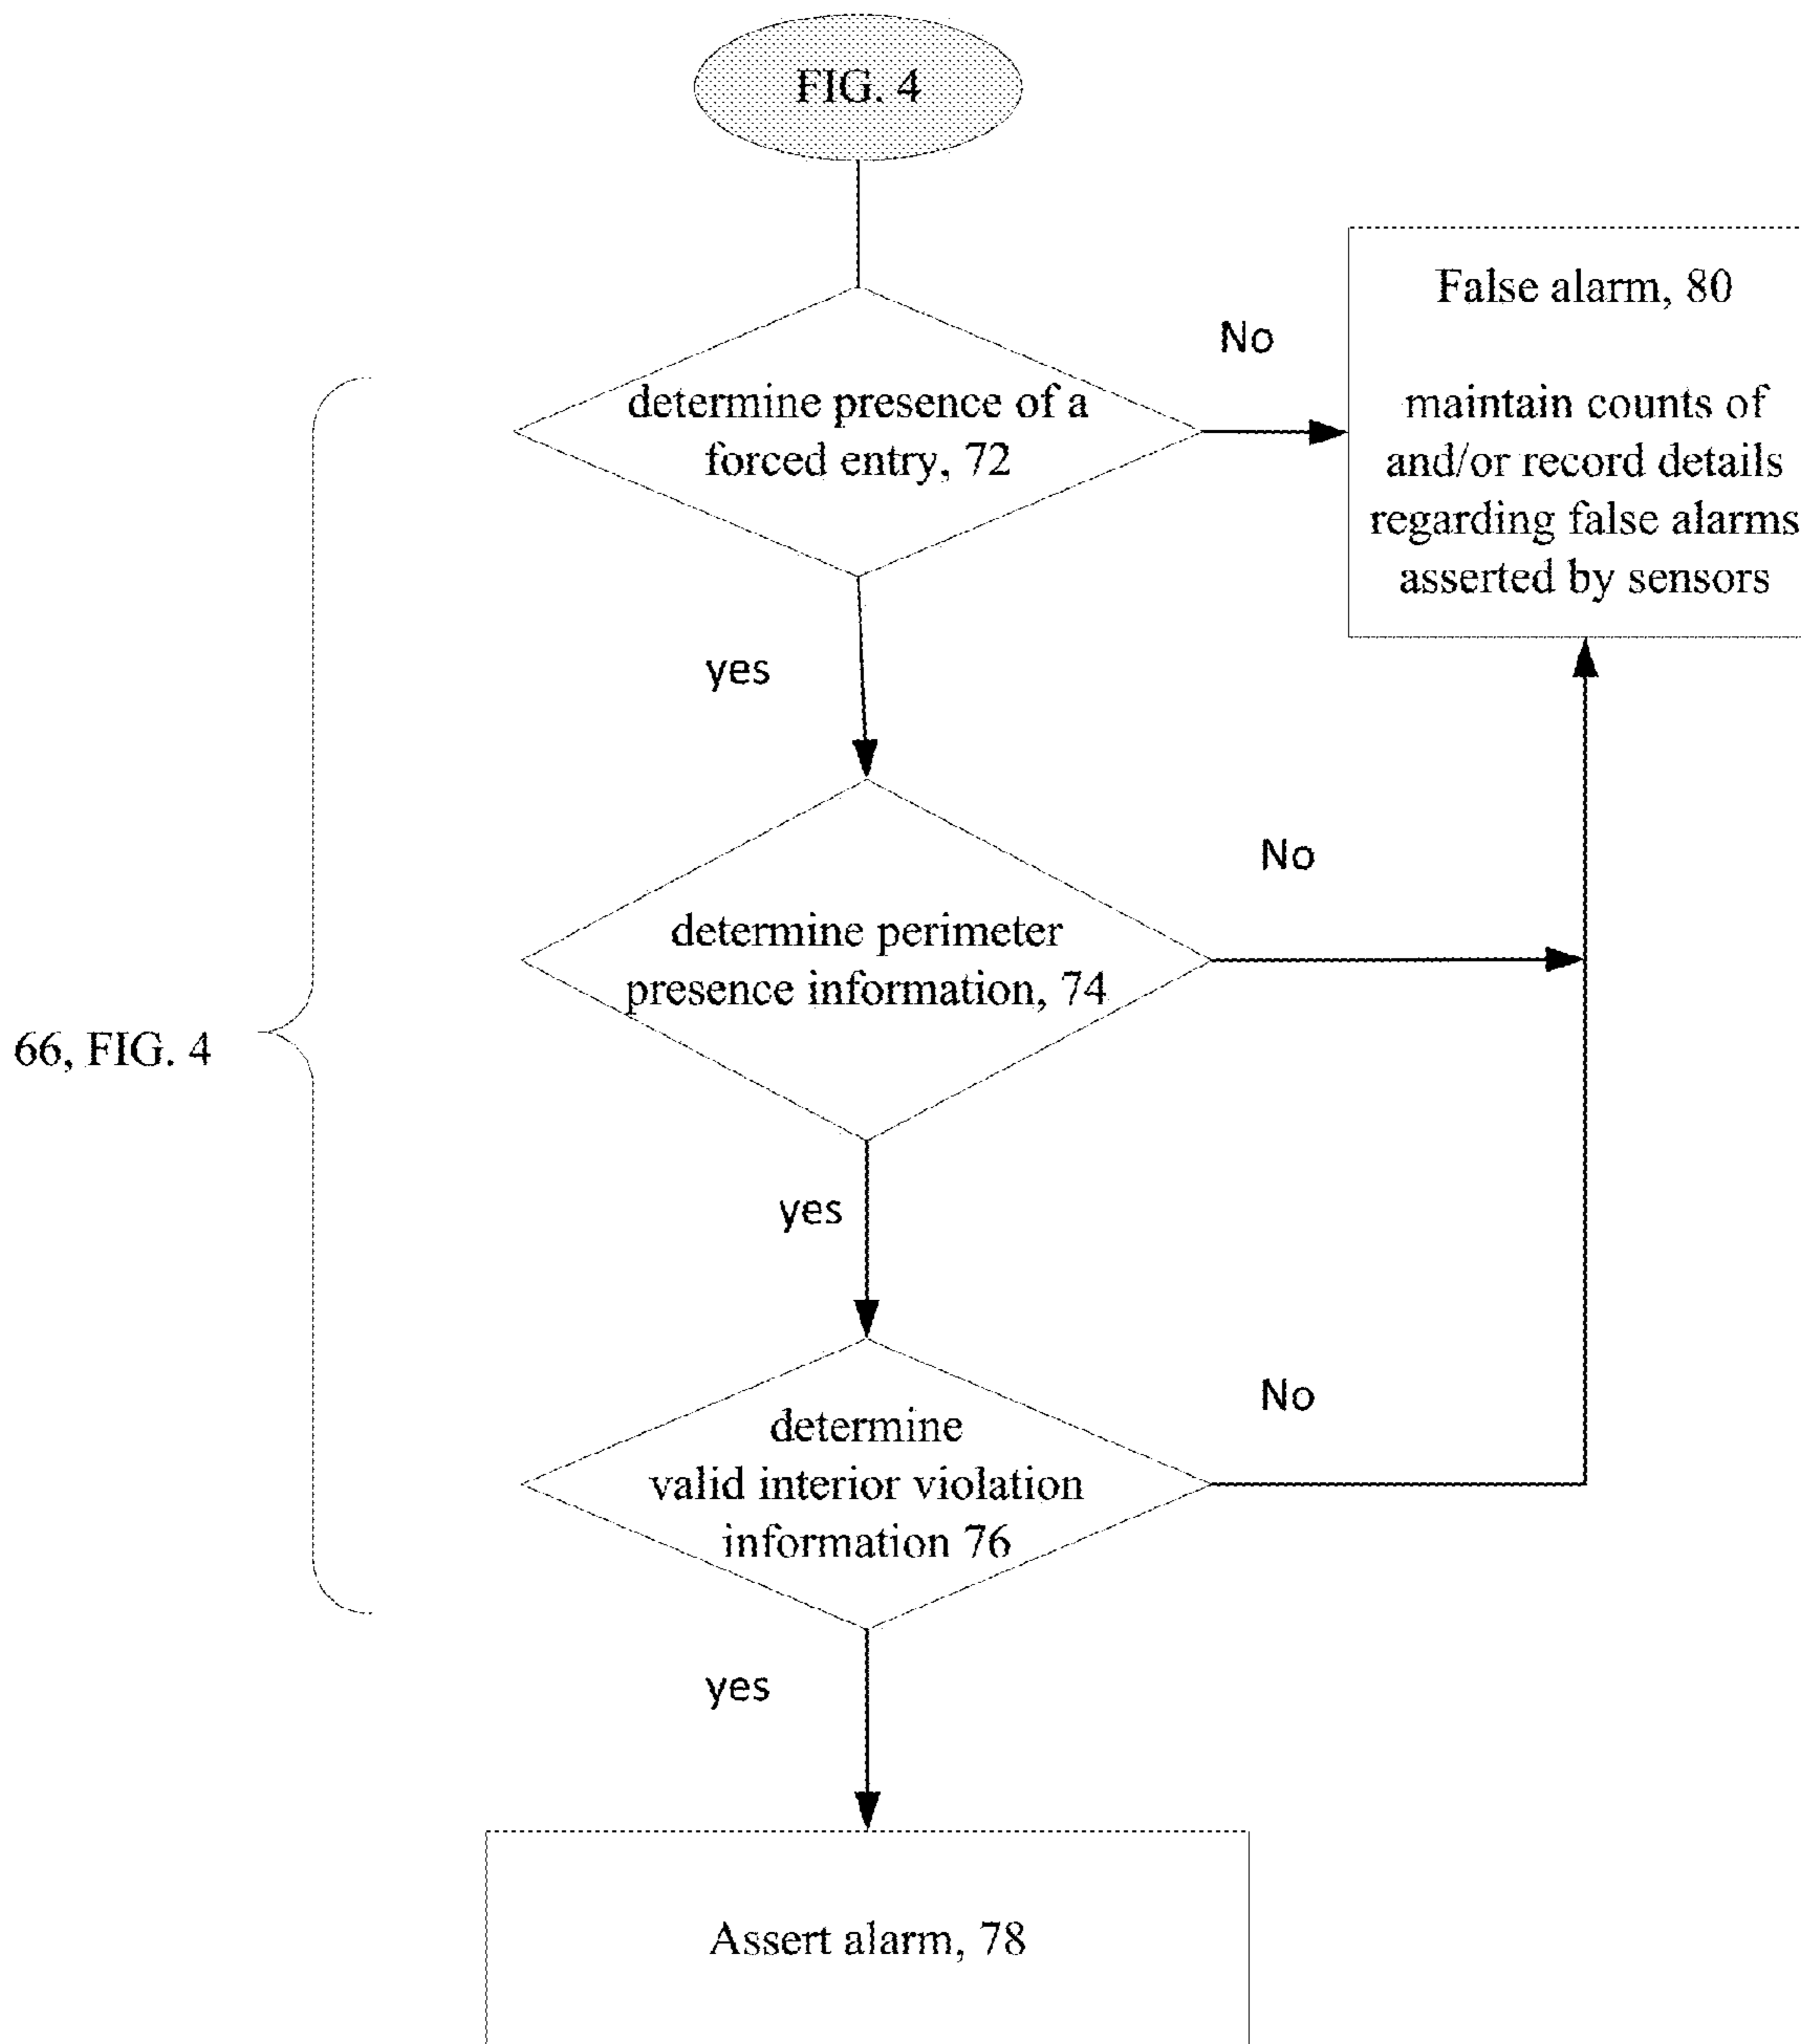 FIG. 4
No
False alarm, 80
maintain counts of
and/or record details
regarding false alarms
asserted by sensors
determine presence of a
forced entry, 72
yes
No
determine perimeter
presence information, 74
66, FIG. 4
yes
No
determine
valid interior violation
information 76
yes
Assert alarm, 78